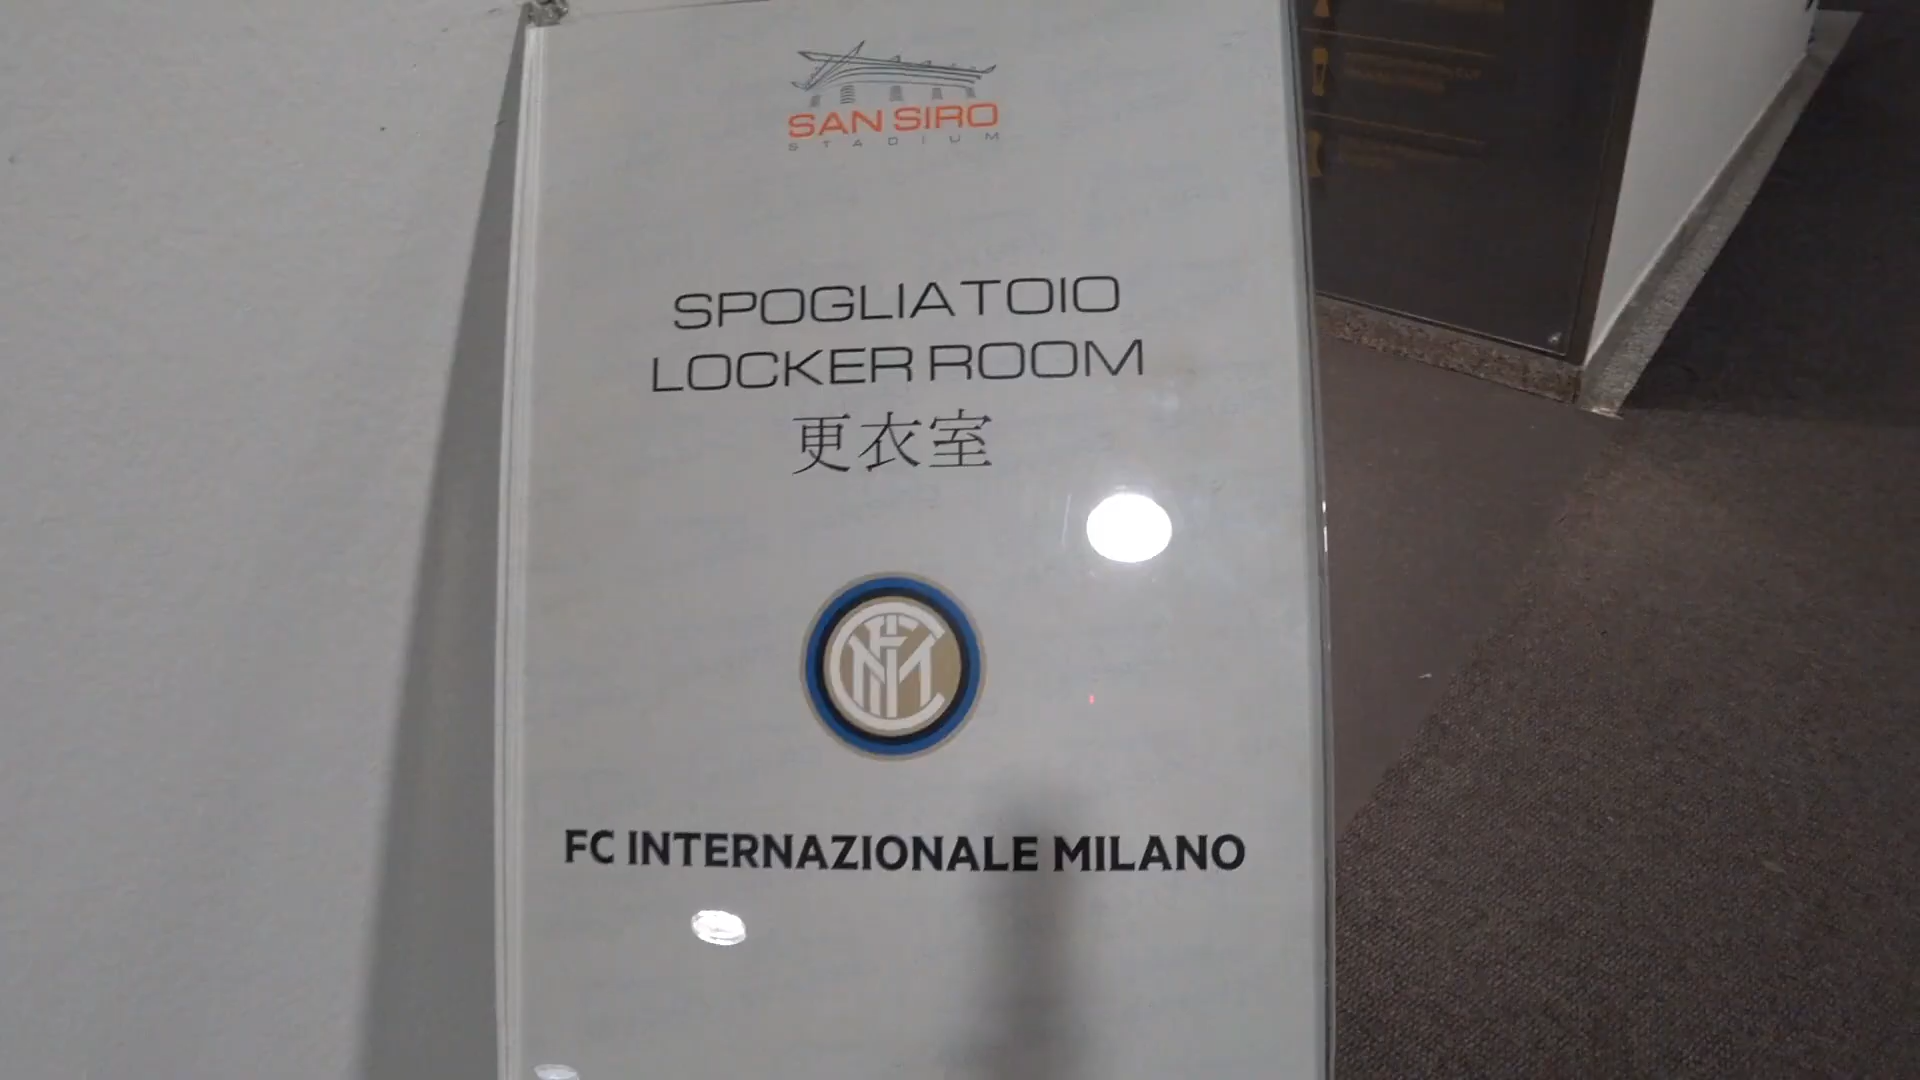 SAN SIRO
STADIUM
SPOGLIATOIO
LOCKER ROOM
更衣室
FC INTERNAZIONALE MILANO